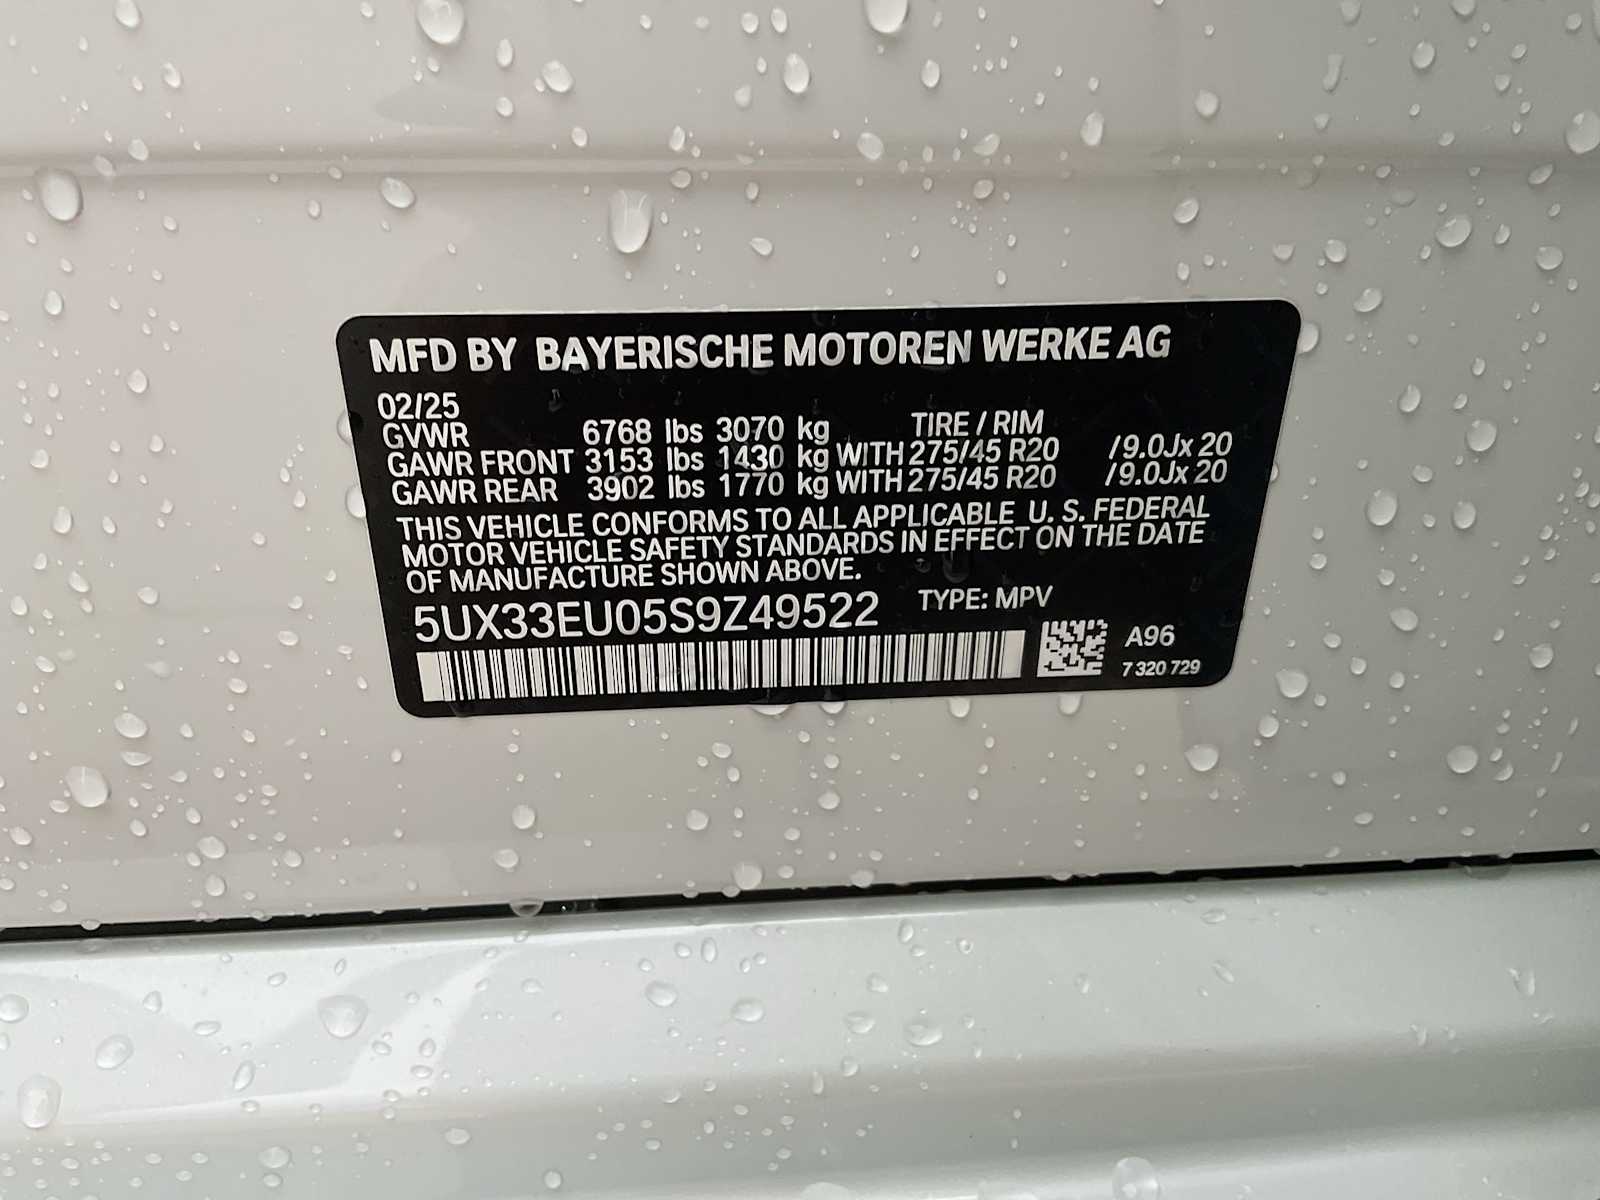 MFD BY BAYERISCHE MOTOREN WERKE AG
02/25
GVWR 6768 lbs 3070 kg TIRE / RIM
GAWR FRONT 3153 lbs 1430 kg WITH 275/45 R20 /9.0Jx 20
GAWR REAR 3902 lbs 1770 kg WITH 275/45 R20 /9.0Jx 20
THIS VEHICLE CONFORMS TO ALL APPLICABLE U. S. FEDERAL
MOTOR VEHICLE SAFETY STANDARDS IN EFFECT ON THE DATE
OF MANUFACTURE SHOWN ABOVE.
5UX33EU05S9Z49522 TYPE: MPV
A96
7 320 729